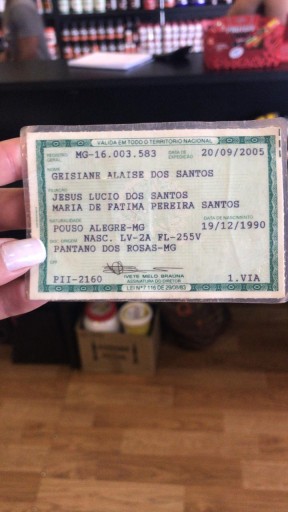 VÁLIDA EM TODO O TERRITÓRIO NACIONAL
REGISTRO GERAL MG-16.003.583 DATA DE EXPEDIÇÃO 20/09/2005
NOME
GEISIANE ALAISE DOS SANTOS
FILIAÇÃO
JESUS LUCIO DOS SANTOS
MARIA DE FATIMA PEREIRA SANTOS
NATURALIDADE DATA DE NASCIMENTO
POUSO ALEGRE-MG 19/12/1990
DOC. ORIGEM NASC. LV-2A FL-255V
PANTANO DOS ROSAS-MG
CPF
PII-2160 IVETE MELO BRAGNA 1.VIA
ASSINATURA DO DIRETOR
LEI Nº 7.116 DE 29/08/83